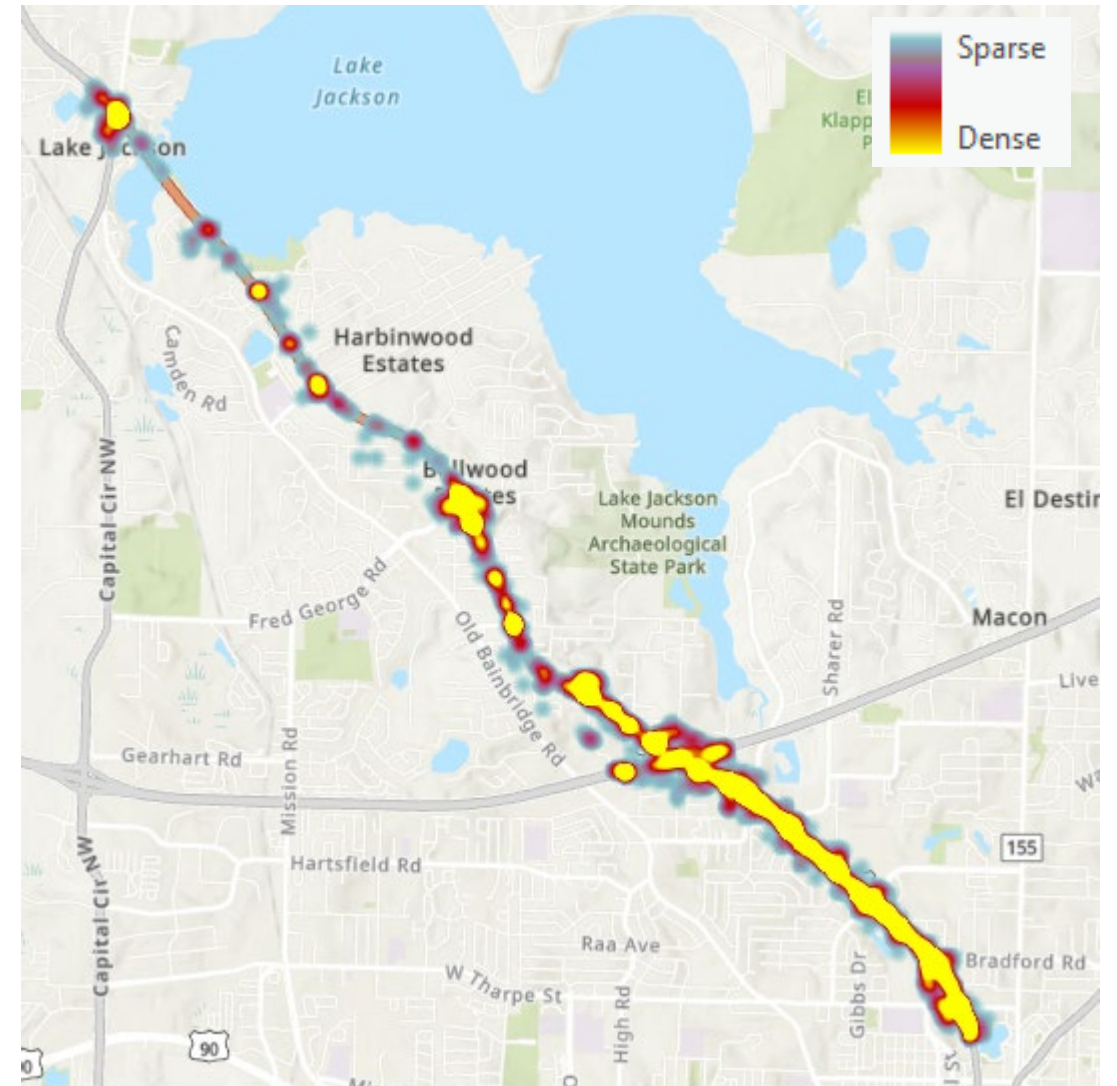 Sparse
Dense
Lake
Jackson
El
Klapp
P
Harbinwood
Estates
Camden Rd
Capital Cir NW
Lake Jackson
Mounds
Archaeological
State Park
El Destin
Fred George Rd
Old Bainbridge Rd
Sharer Rd
Macon
Live
Gearhart Rd
Mission Rd
Hartsfield Rd
155
Capital Cir NW
Raa Ave
Bradford Rd
W Tharpe St
High Rd
Gibbs Dr
90